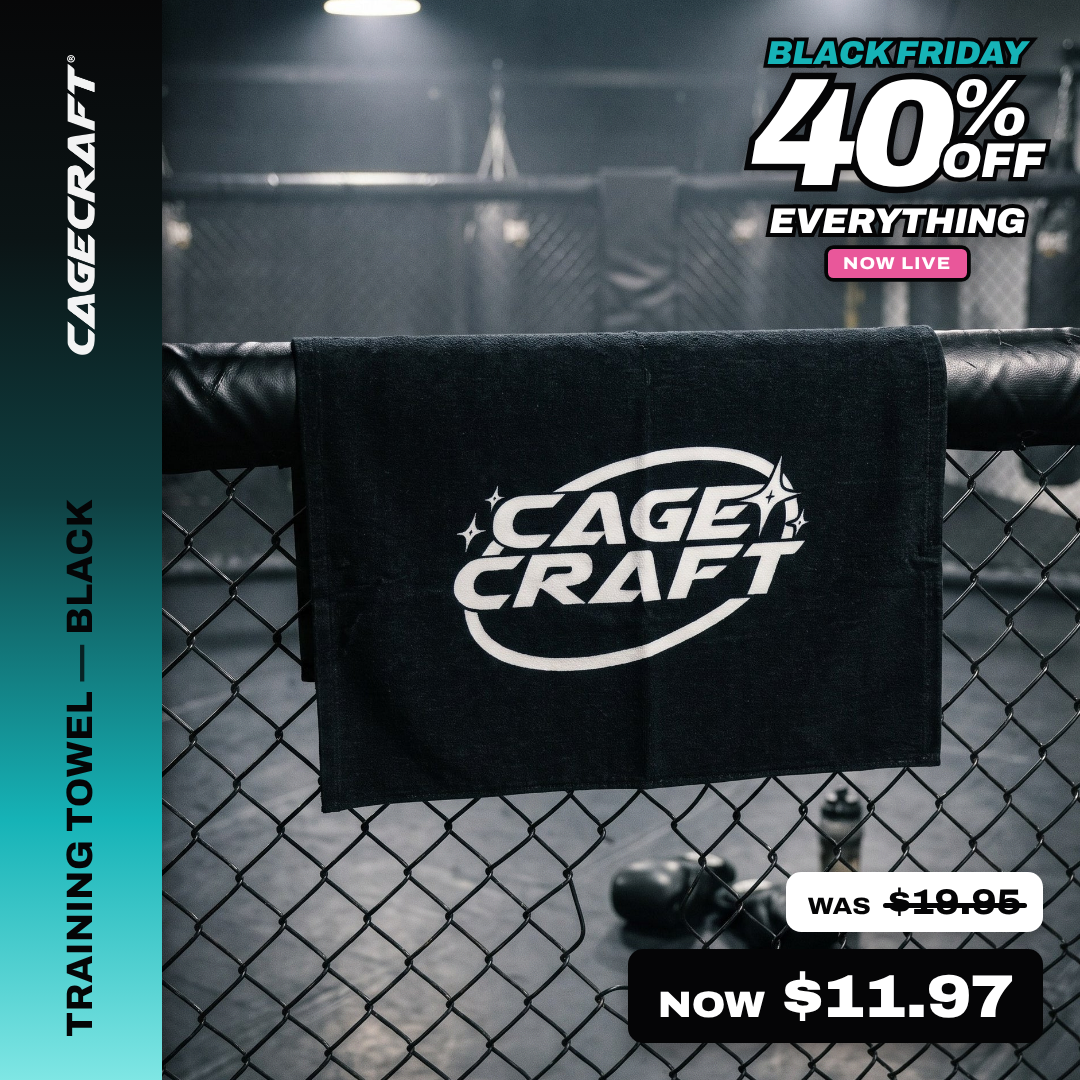 CAGECRAFT®
TRAINING TOWEL — BLACK
BLACK FRIDAY
40% OFF
EVERYTHING
NOW LIVE
CAGE
CRAFT
WAS $19.95
NOW $11.97